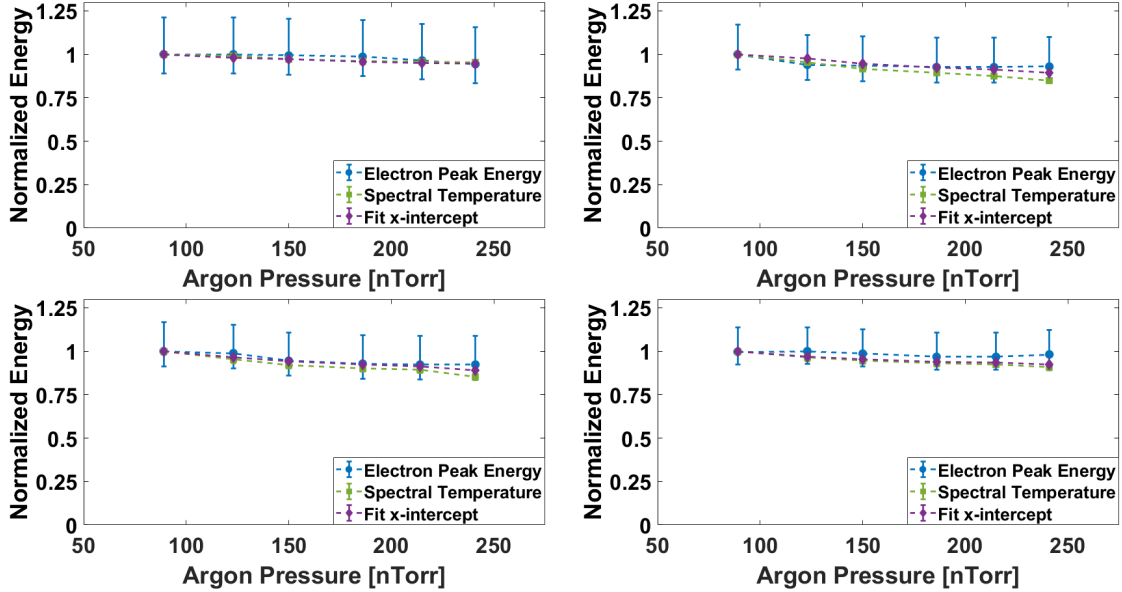 Normalized Energy
1.25
1
0.75
0.5
0.25
0
Electron Peak Energy
Spectral Temperature
Fit x-intercept
50 100 150 200 250
Argon Pressure [nTorr]
Normalized Energy
1.25
1
0.75
0.5
0.25
0
Electron Peak Energy
Spectral Temperature
Fit x-intercept
50 100 150 200 250
Argon Pressure [nTorr]
Normalized Energy
1.25
1
0.75
0.5
0.25
0
Electron Peak Energy
Spectral Temperature
Fit x-intercept
50 100 150 200 250
Argon Pressure [nTorr]
Normalized Energy
1.25
1
0.75
0.5
0.25
0
Electron Peak Energy
Spectral Temperature
Fit x-intercept
50 100 150 200 250
Argon Pressure [nTorr]